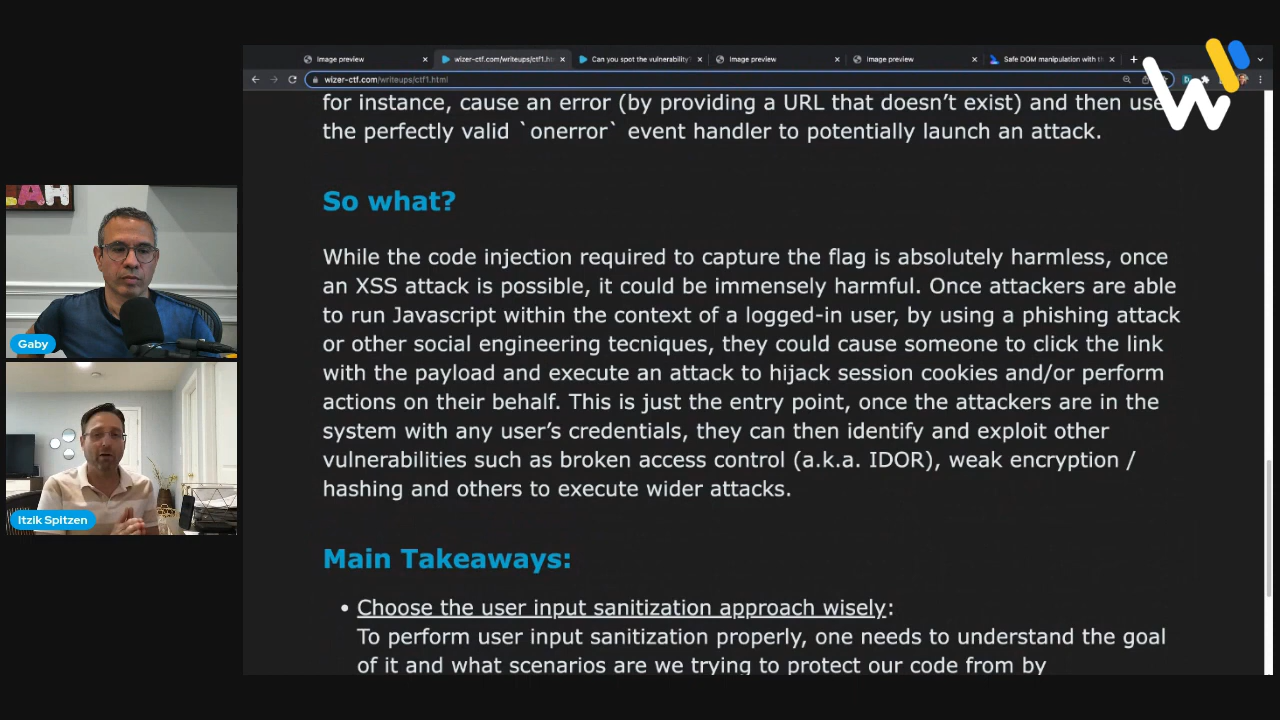 Image preview
wizer-ctf.com/writeups/ctf1.ht
Can you spot the vulnerability
Image preview
Image preview
Safe DOM manipulation with t
wizer-ctf.com/writeups/ctf1.html
for instance, cause an error (by providing a URL that doesn’t exist) and then use
the perfectly valid `onerror` event handler to potentially launch an attack.
So what?
While the code injection required to capture the flag is absolutely harmless, once
an XSS attack is possible, it could be immensely harmful. Once attackers are able
to run Javascript within the context of a logged-in user, by using a phishing attack
or other social engineering tecniques, they could cause someone to click the link
with the payload and execute an attack to hijack session cookies and/or perform
actions on their behalf. This is just the entry point, once the attackers are in the
system with any user’s credentials, they can then identify and exploit other
vulnerabilities such as broken access control (a.k.a. IDOR), weak encryption /
hashing and others to execute wider attacks.
Main Takeaways:
• Choose the user input sanitization approach wisely:
To perform user input sanitization properly, one needs to understand the goal
of it and what scenarios are we trying to protect our code from by
LAH
Gaby
Itzik Spitzen
W